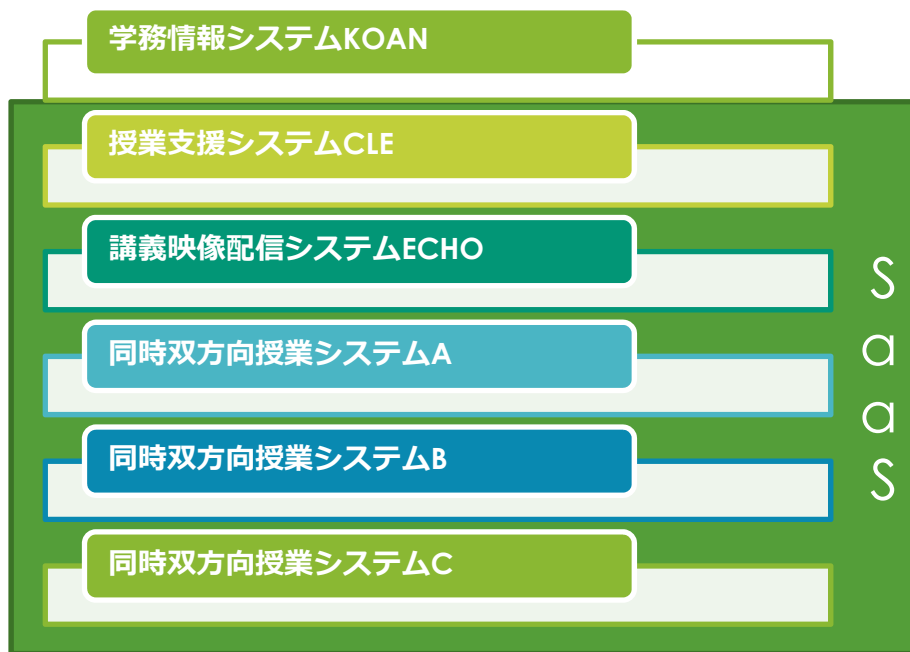 学務情報システムKOAN
授業支援システムCLE
講義映像配信システムECHO
同時双方向授業システムA
同時双方向授業システムB
同時双方向授業システムC
SaaS